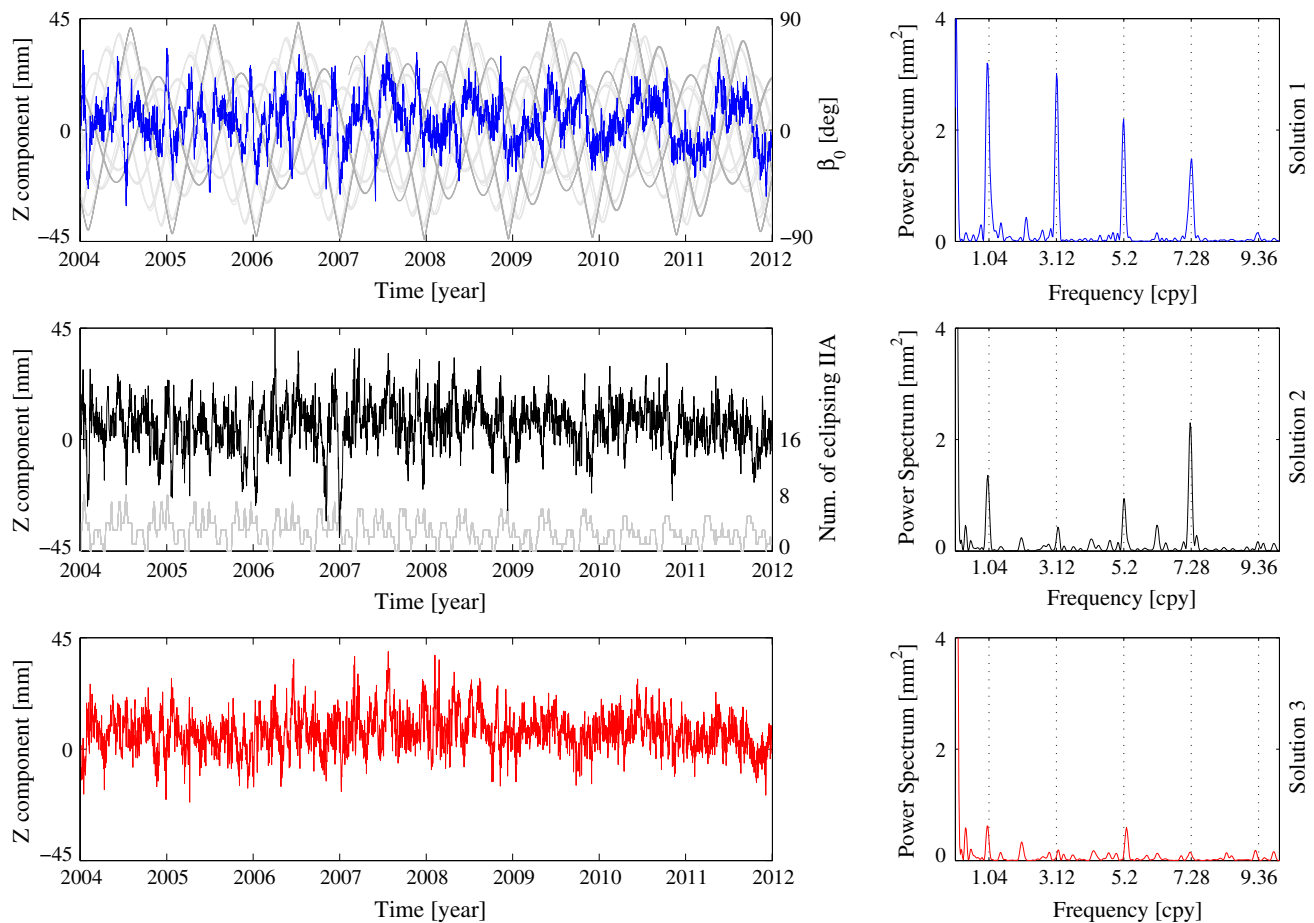 45
0
−45
Z component [mm]
90
0
−90
β0 [deg]
2004 2005 2006 2007 2008 2009 2010 2011 2012
Time [year]
4
2
0
Power Spectrum [mm2]
1.04 3.12 5.2 7.28 9.36
Frequency [cpy]
Solution 1
45
0
−45
Z component [mm]
16
8
0
Num. of eclipsing IIA
2004 2005 2006 2007 2008 2009 2010 2011 2012
Time [year]
4
2
0
Power Spectrum [mm2]
1.04 3.12 5.2 7.28 9.36
Frequency [cpy]
Solution 2
45
0
−45
Z component [mm]
2004 2005 2006 2007 2008 2009 2010 2011 2012
Time [year]
4
2
0
Power Spectrum [mm2]
1.04 3.12 5.2 7.28 9.36
Frequency [cpy]
Solution 3